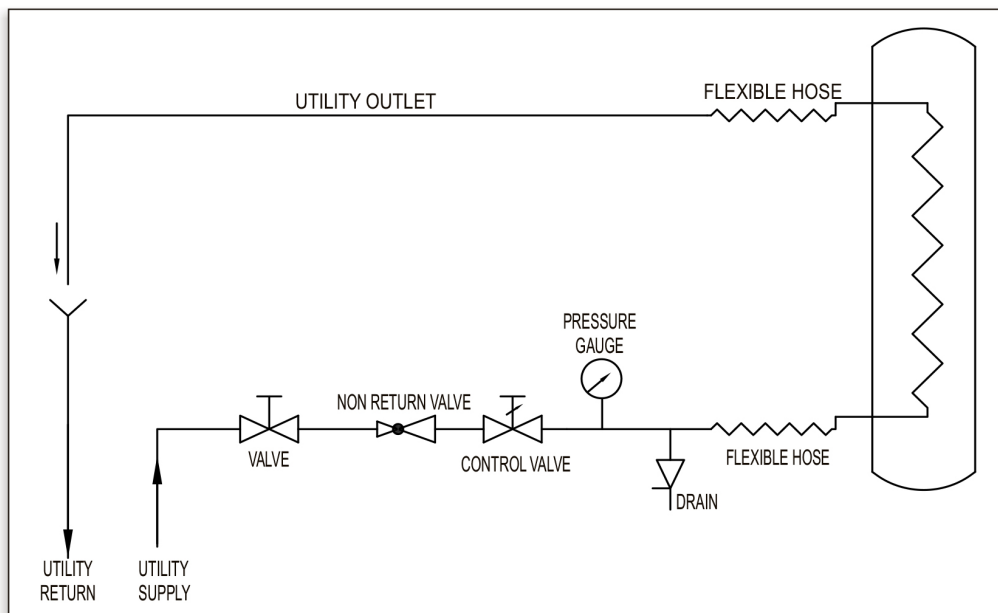 UTILITY OUTLET
FLEXIBLE HOSE
PRESSURE
GAUGE
NON RETURN VALVE
VALVE
CONTROL VALVE
FLEXIBLE HOSE
DRAIN
UTILITY
RETURN
UTILITY
SUPPLY